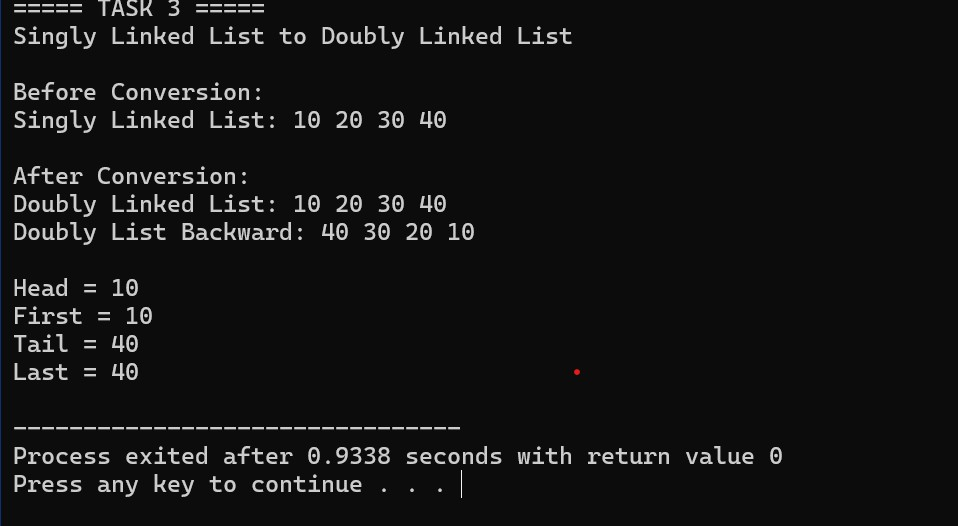 ===== TASK 3 =====
Singly Linked List to Doubly Linked List
Before Conversion:
Singly Linked List: 10 20 30 40
After Conversion:
Doubly Linked List: 10 20 30 40
Doubly List Backward: 40 30 20 10
Head = 10
First = 10
Tail = 40
Last = 40
--------------------------------
Process exited after 0.9338 seconds with return value 0
Press any key to continue . . .